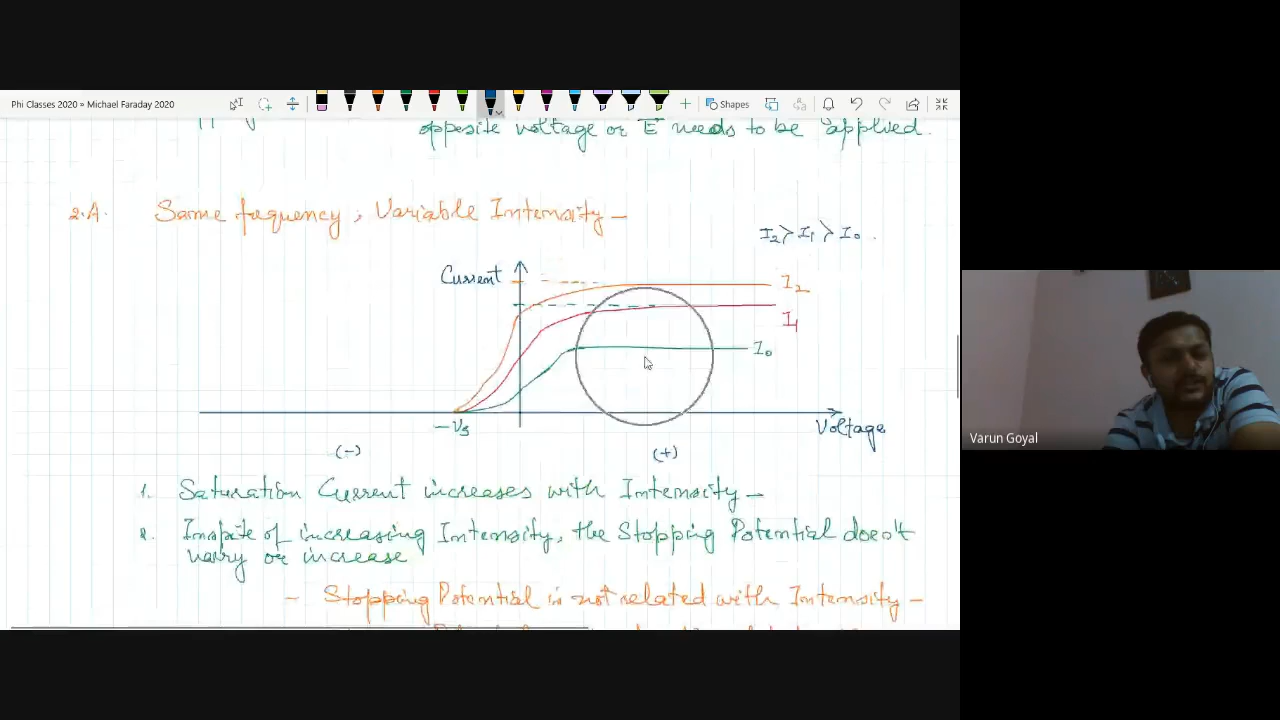 Phi Classes 2020 » Michael Faraday 2020
Shapes
opposite voltage or E needs to be applied.
2.A. Same fequency, Variable Intensity -
I2 > I1 > I0.
Current
I2
I1
I0
-Vs
Voltage
(-)
(+)
Varun Goyal
1. Saturation Current increases with Intensity -
2. Inspite of increasing Intensity, the Stopping Potential doesn't
vary or increase
- Stopping Potential is not related with Intensity -